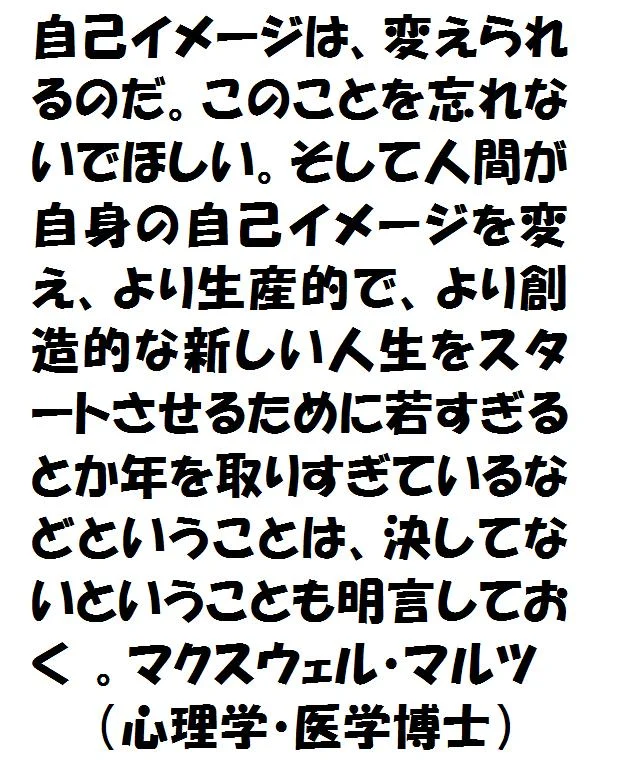 自己イメージは、変えられ
るのだ。このことを忘れな
いでほしい。そして人間が
自身の自己イメージを変
え、より生産的で、より創
造的な新しい人生をスタ
ートさせるために若すぎる
とか年を取りすぎているな
どということは、決してな
いということも明言してお
く 。マクスウェル・マルツ
（心理学・医学博士）